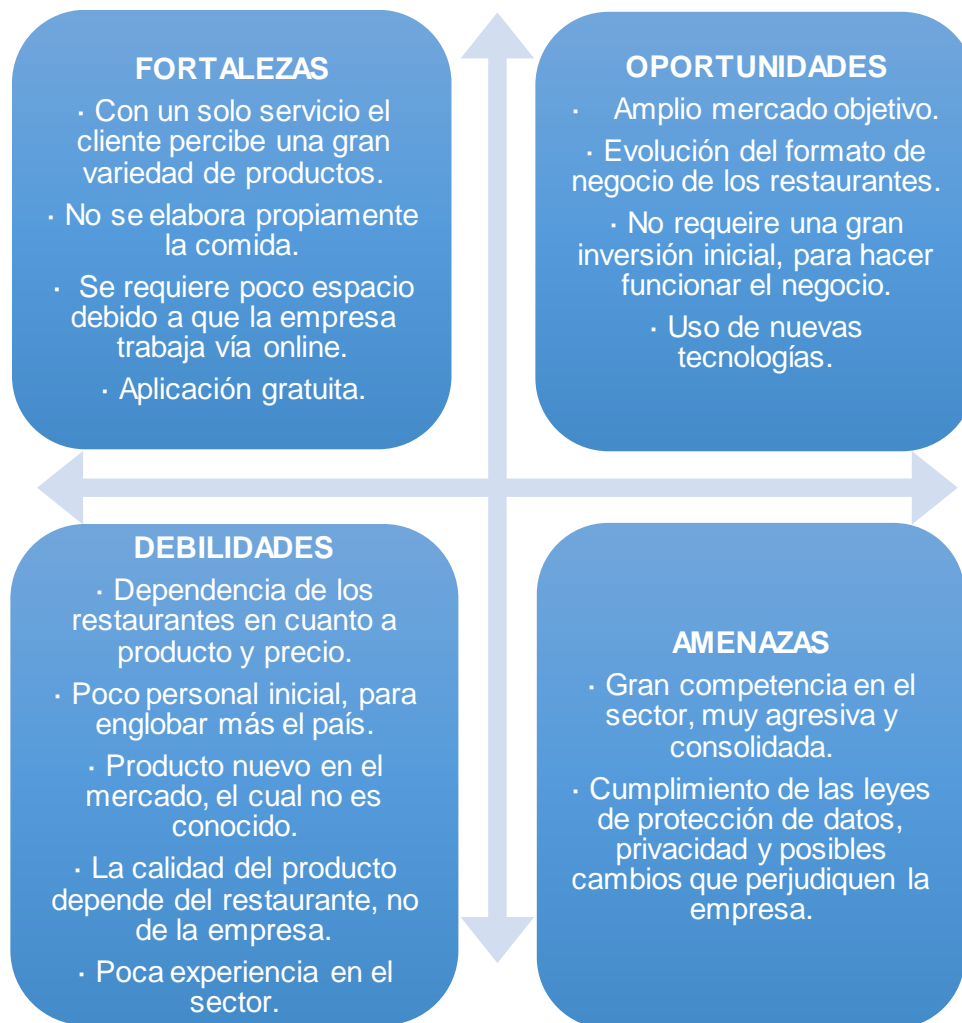 FORTALEZAS
· Con un solo servicio el
cliente percibe una gran
variedad de productos.
· No se elabora propiamente
la comida.
· Se requiere poco espacio
debido a que la empresa
trabaja vía online.
· Aplicación gratuita.
OPORTUNIDADES
· Amplio mercado objetivo.
· Evolución del formato de
negocio de los restaurantes.
· No requeire una gran
inversión inicial, para hacer
funcionar el negocio.
· Uso de nuevas
tecnologías.
DEBILIDADES
· Dependencia de los
restaurantes en cuanto a
producto y precio.
· Poco personal inicial, para
englobar más el país.
· Producto nuevo en el
mercado, el cual no es
conocido.
· La calidad del producto
depende del restaurante, no
de la empresa.
· Poca experiencia en el
sector.
AMENAZAS
· Gran competencia en el
sector, muy agresiva y
consolidada.
· Cumplimiento de las leyes
de protección de datos,
privacidad y posibles
cambios que perjudiquen la
empresa.